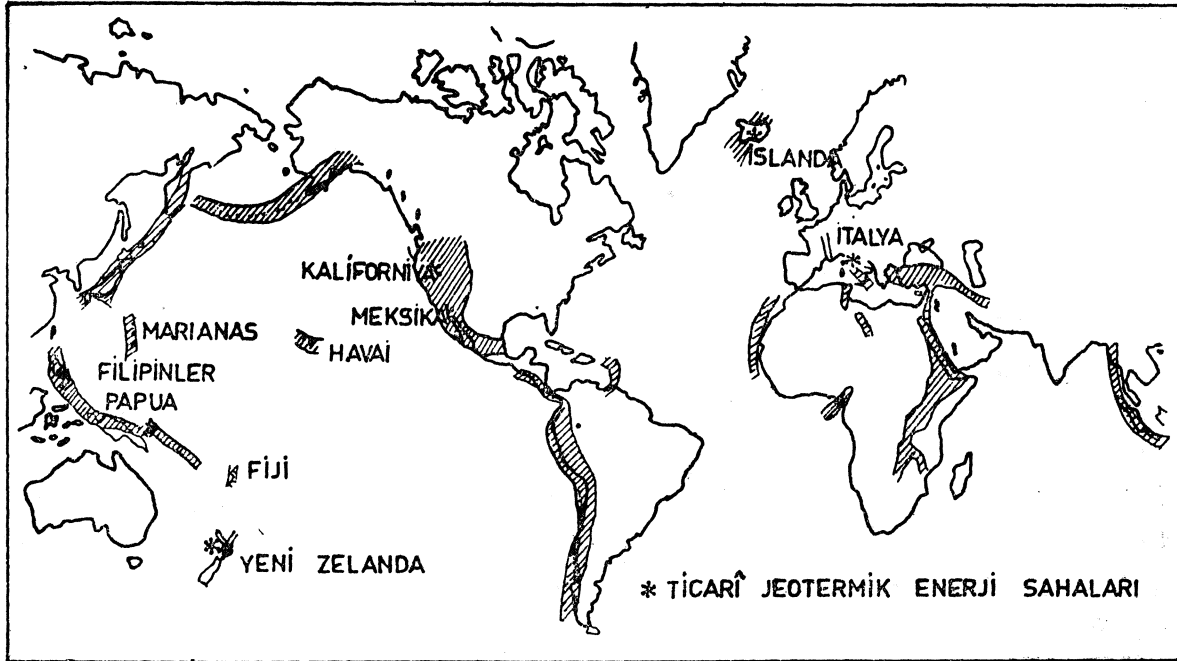 İSLANDA
İTALYA
KALİFORNİYA
MEKSİKA
MARIANAS
HAVAİ
FİLİPİNLER
PAPUA
FİJİ
YENİ ZELANDA
* TİCARÎ JEOTERMİK ENERJİ SAHALARI